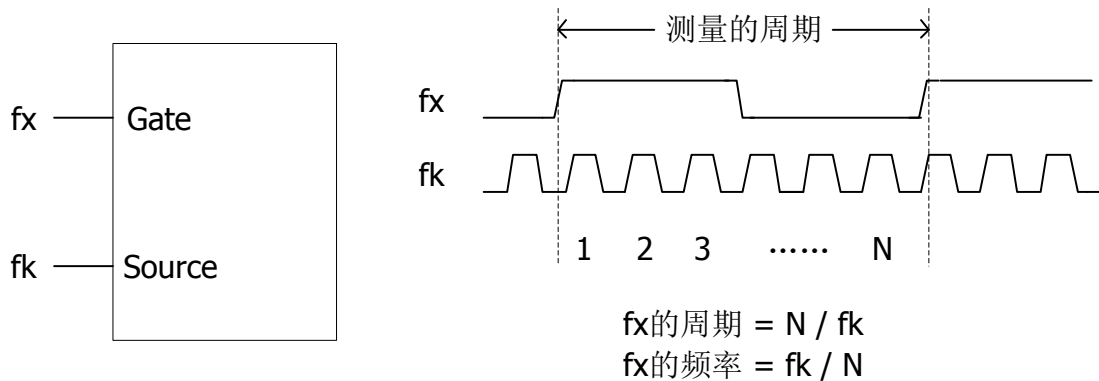 测量的周期
fx
Gate
fk
Source
fx
fk
1 2 3 …… N
fx的周期 = N / fk
fx的频率 = fk / N